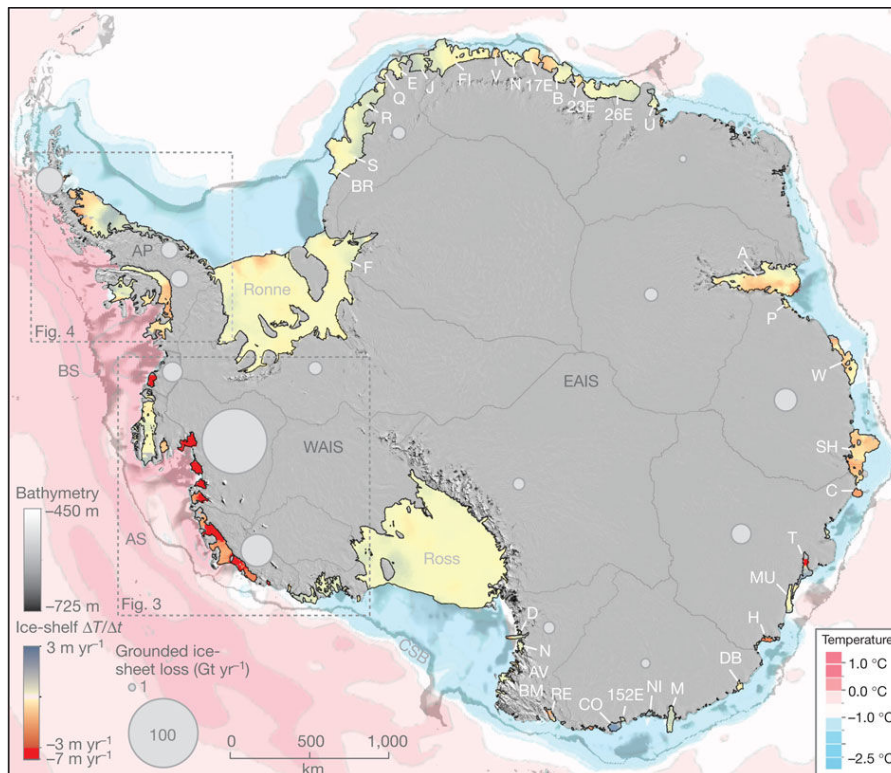 E
J
FI
V
N
17E
B
23E
26E
U
Q
R
S
BR
AP
Ronne
F
A
P
Fig. 4
BS
EAIS
W
WAIS
SH
C
Bathymetry
−450 m
AS
Ross
T
MU
−725 m
Fig. 3
Ice-shelf ΔT/Δt
3 m yr⁻¹
Grounded ice-
sheet loss (Gt yr⁻¹)
1
CSB
D
H
N
DB
AV
BM
RE
CO
152E
NI
M
Temperature
1.0 °C
0.0 °C
−1.0 °C
−2.5 °C
−3 m yr⁻¹
−7 m yr⁻¹
100
0
500
1,000
km